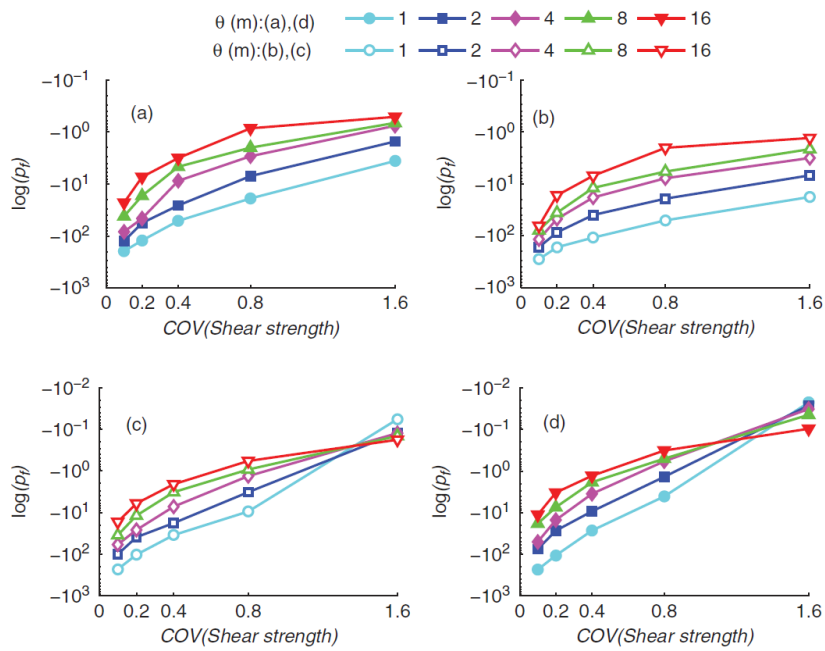 θ (m):(a),(d) 1 2 4 8 16
θ (m):(b),(c) 1 2 4 8 16
−10⁻¹
−10⁰
−10¹
−10²
−10³
log(p_f)
(a)
0 0.2 0.4 0.8 1.6
COV(Shear strength)
−10⁻¹
−10⁰
−10¹
−10²
−10³
log(p_f)
(b)
0 0.2 0.4 0.8 1.6
COV(Shear strength)
−10⁻²
−10⁻¹
−10⁰
−10¹
−10²
−10³
log(p_f)
(c)
0 0.2 0.4 0.8 1.6
COV(Shear strength)
−10⁻²
−10⁻¹
−10⁰
−10¹
−10²
−10³
log(p_f)
(d)
0 0.2 0.4 0.8 1.6
COV(Shear strength)